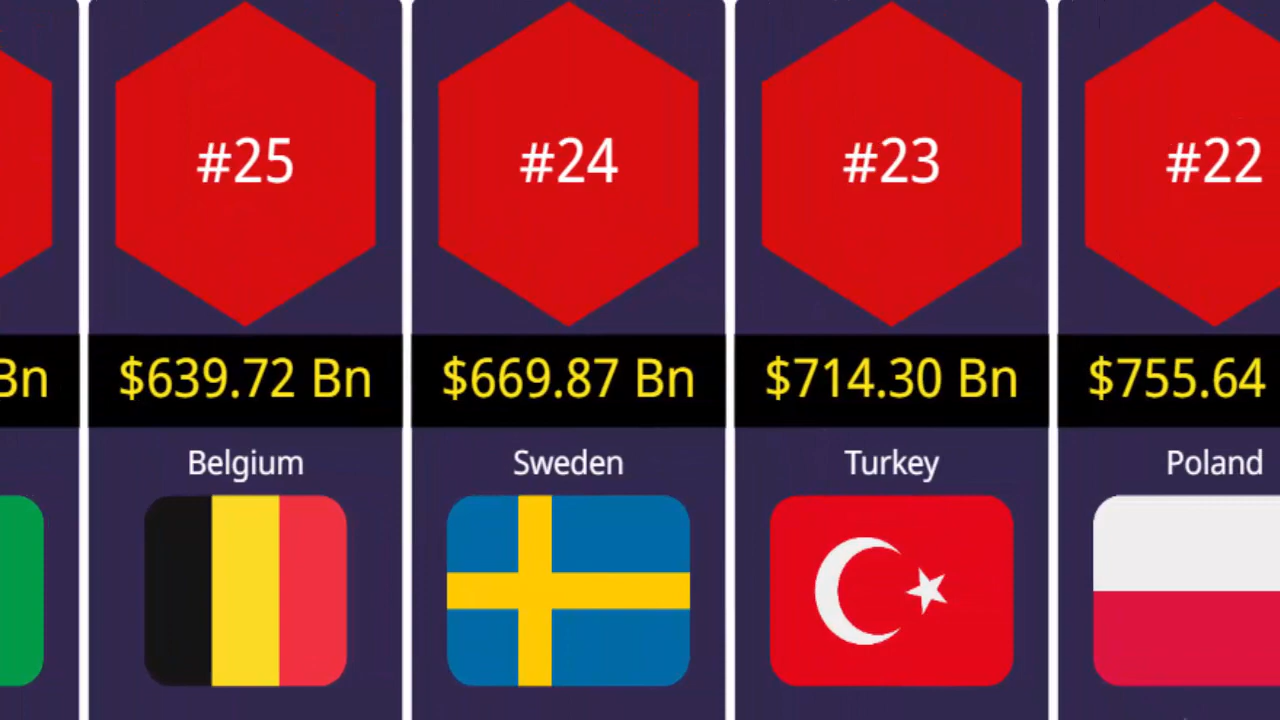 #25
#24
#23
#22
Bn
$639.72 Bn
$669.87 Bn
$714.30 Bn
$755.64
Belgium
Sweden
Turkey
Poland